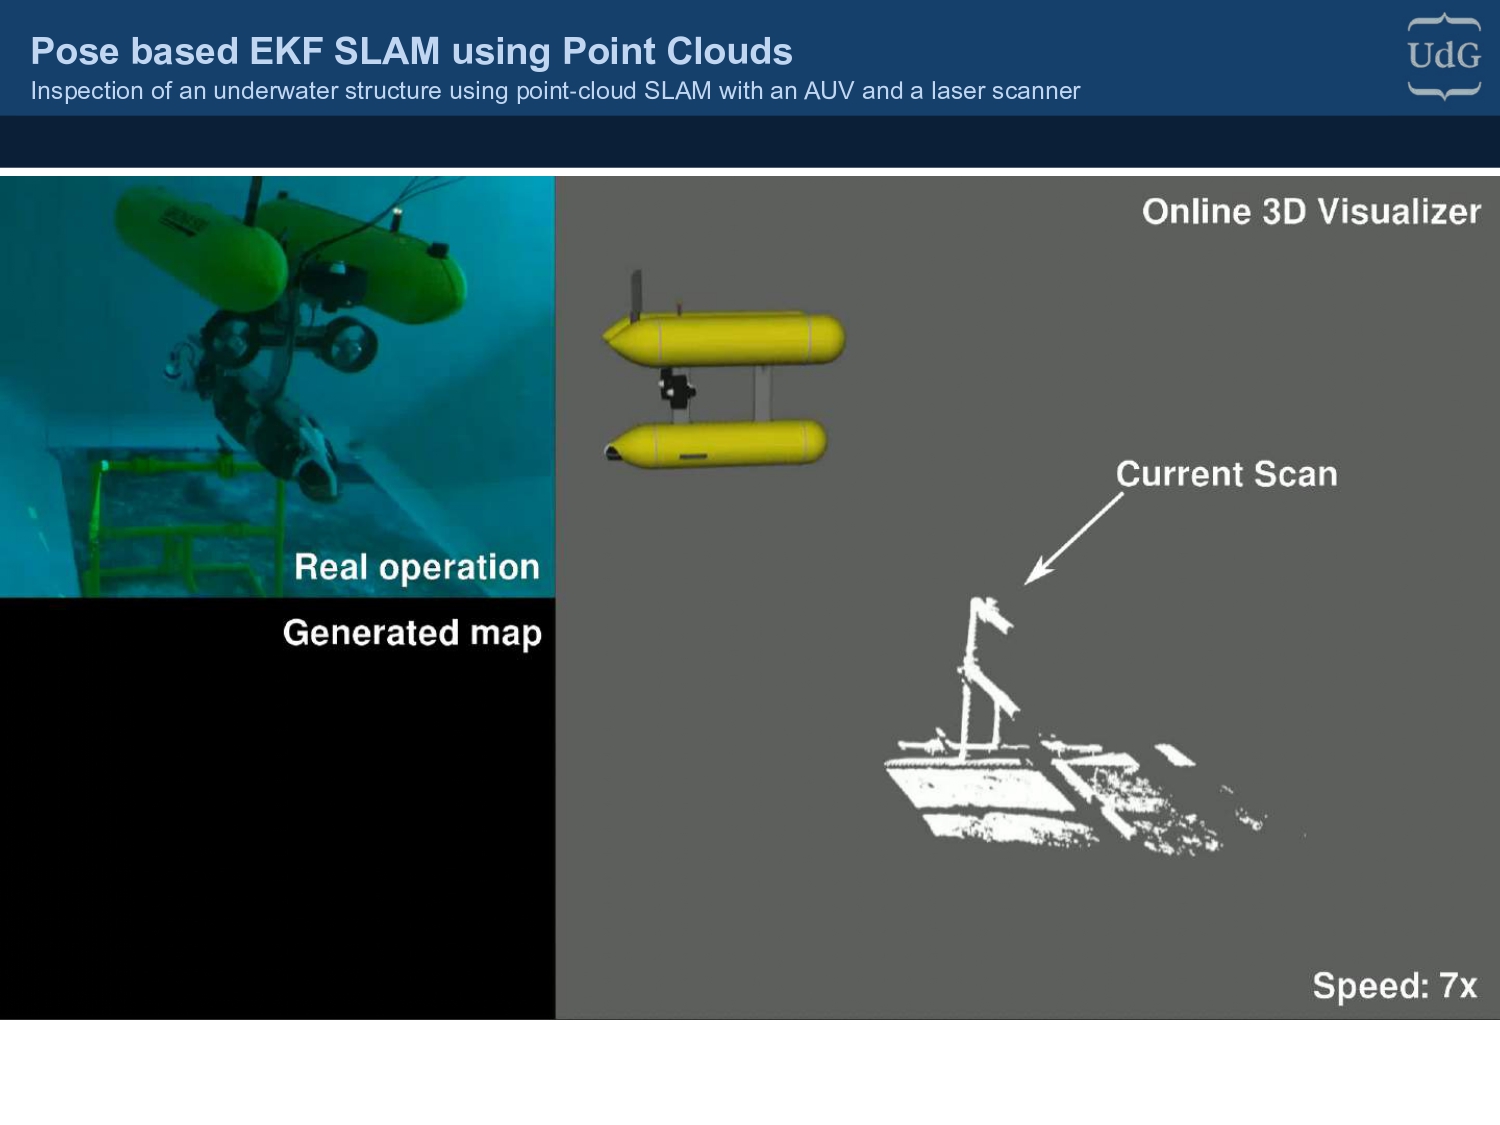 Pose based EKF SLAM using Point Clouds
Inspection of an underwater structure using point-cloud SLAM with an AUV and a laser scanner
UdG
Online 3D Visualizer
Current Scan
Real operation
Generated map
Speed: 7x